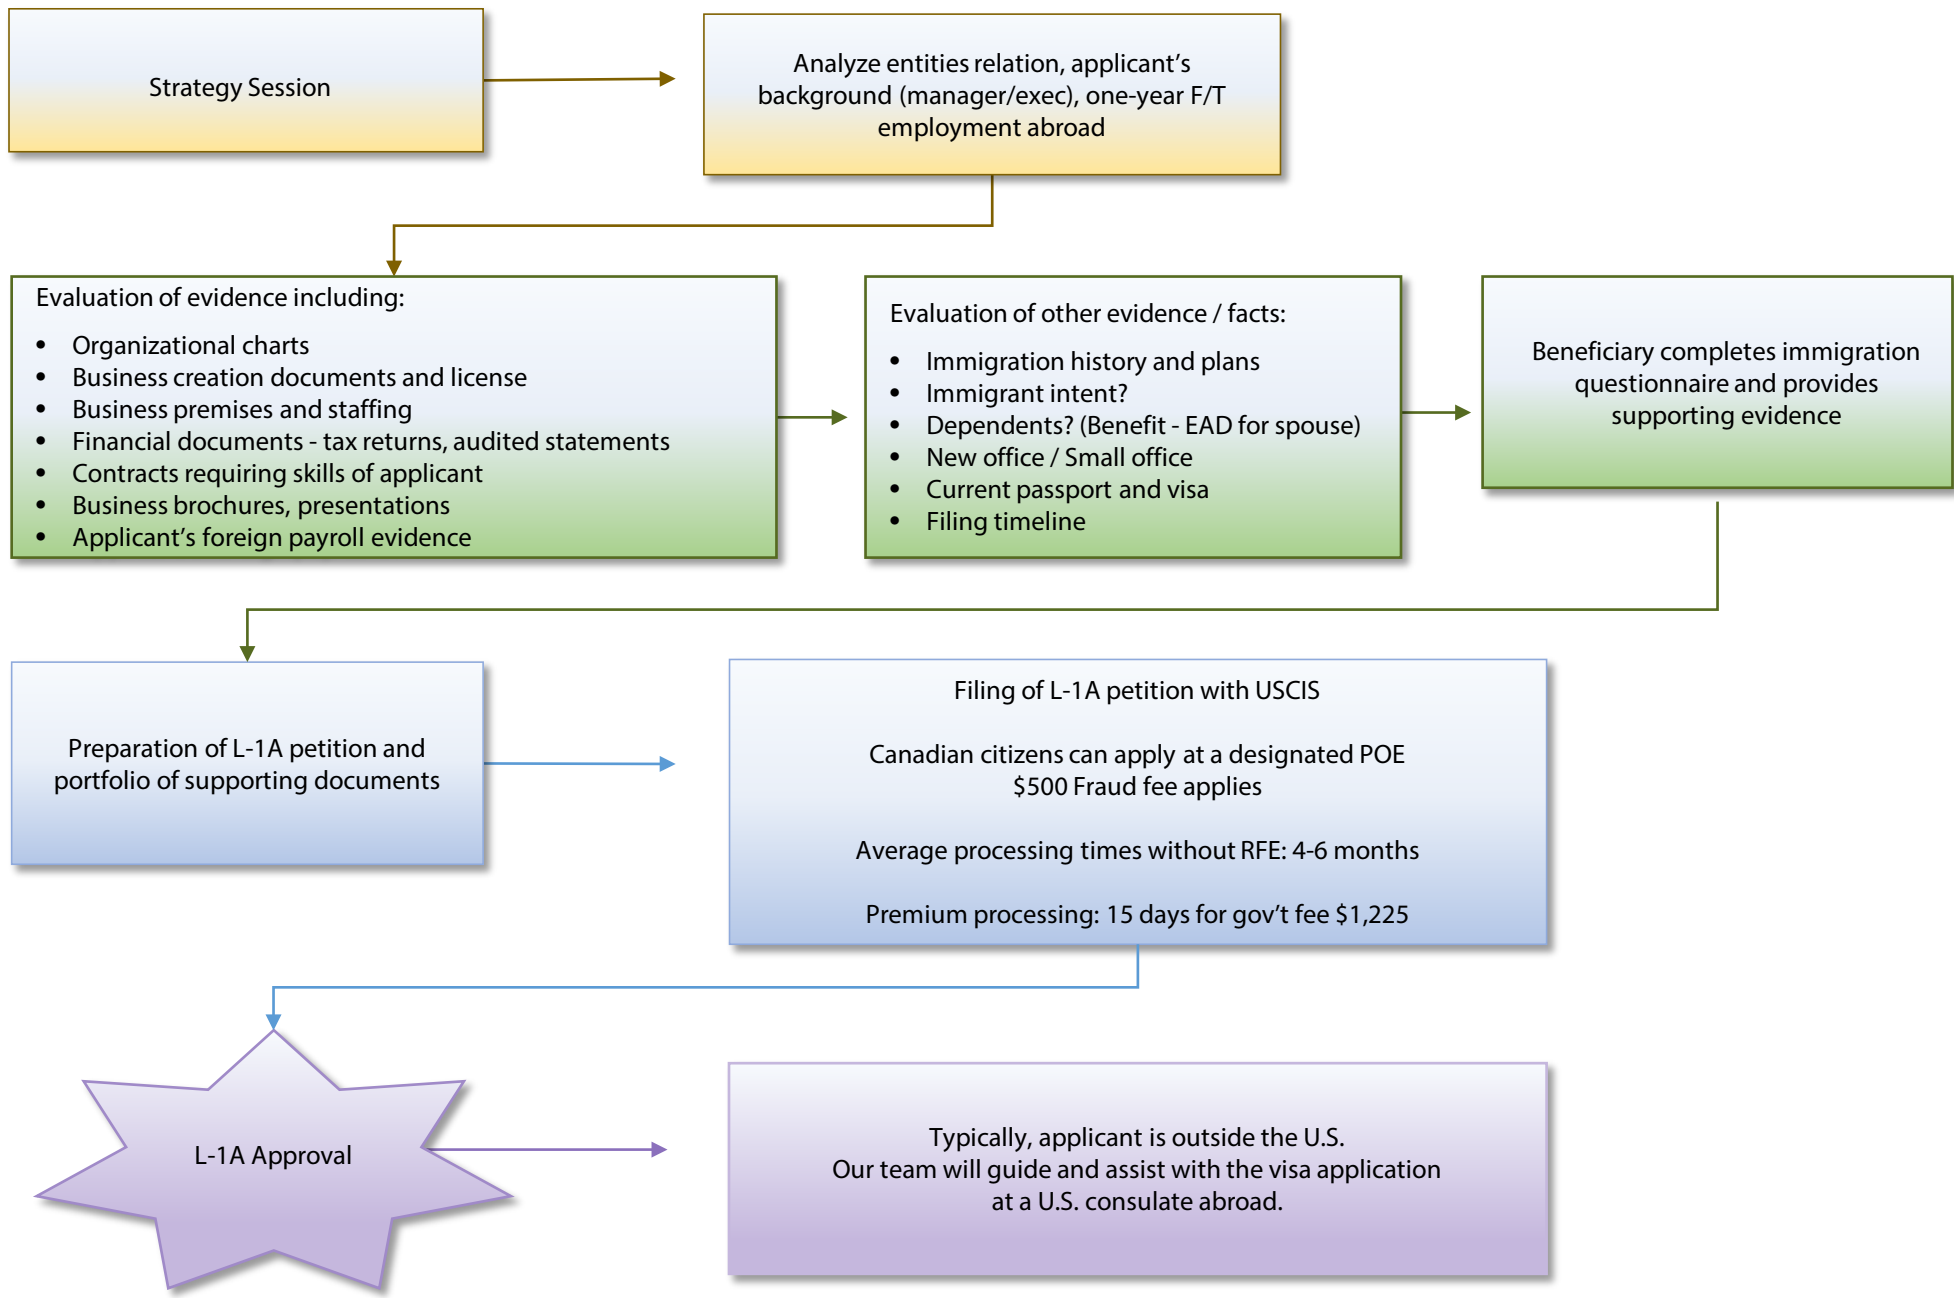 Strategy Session
Analyze entities relation, applicant’s
background (manager/exec), one-year F/T
employment abroad
Evaluation of evidence including:
• Organizational charts
• Business creation documents and license
• Business premises and staffing
• Financial documents - tax returns, audited statements
• Contracts requiring skills of applicant
• Business brochures, presentations
• Applicant’s foreign payroll evidence
Evaluation of other evidence / facts:
• Immigration history and plans
• Immigrant intent?
• Dependents? (Benefit - EAD for spouse)
• New office / Small office
• Current passport and visa
• Filing timeline
Beneficiary completes immigration
questionnaire and provides
supporting evidence
Preparation of L-1A petition and
portfolio of supporting documents
Filing of L-1A petition with USCIS
Canadian citizens can apply at a designated POE
$500 Fraud fee applies
Average processing times without RFE: 4-6 months
Premium processing: 15 days for gov’t fee $1,225
L-1A Approval
Typically, applicant is outside the U.S.
Our team will guide and assist with the visa application
at a U.S. consulate abroad.